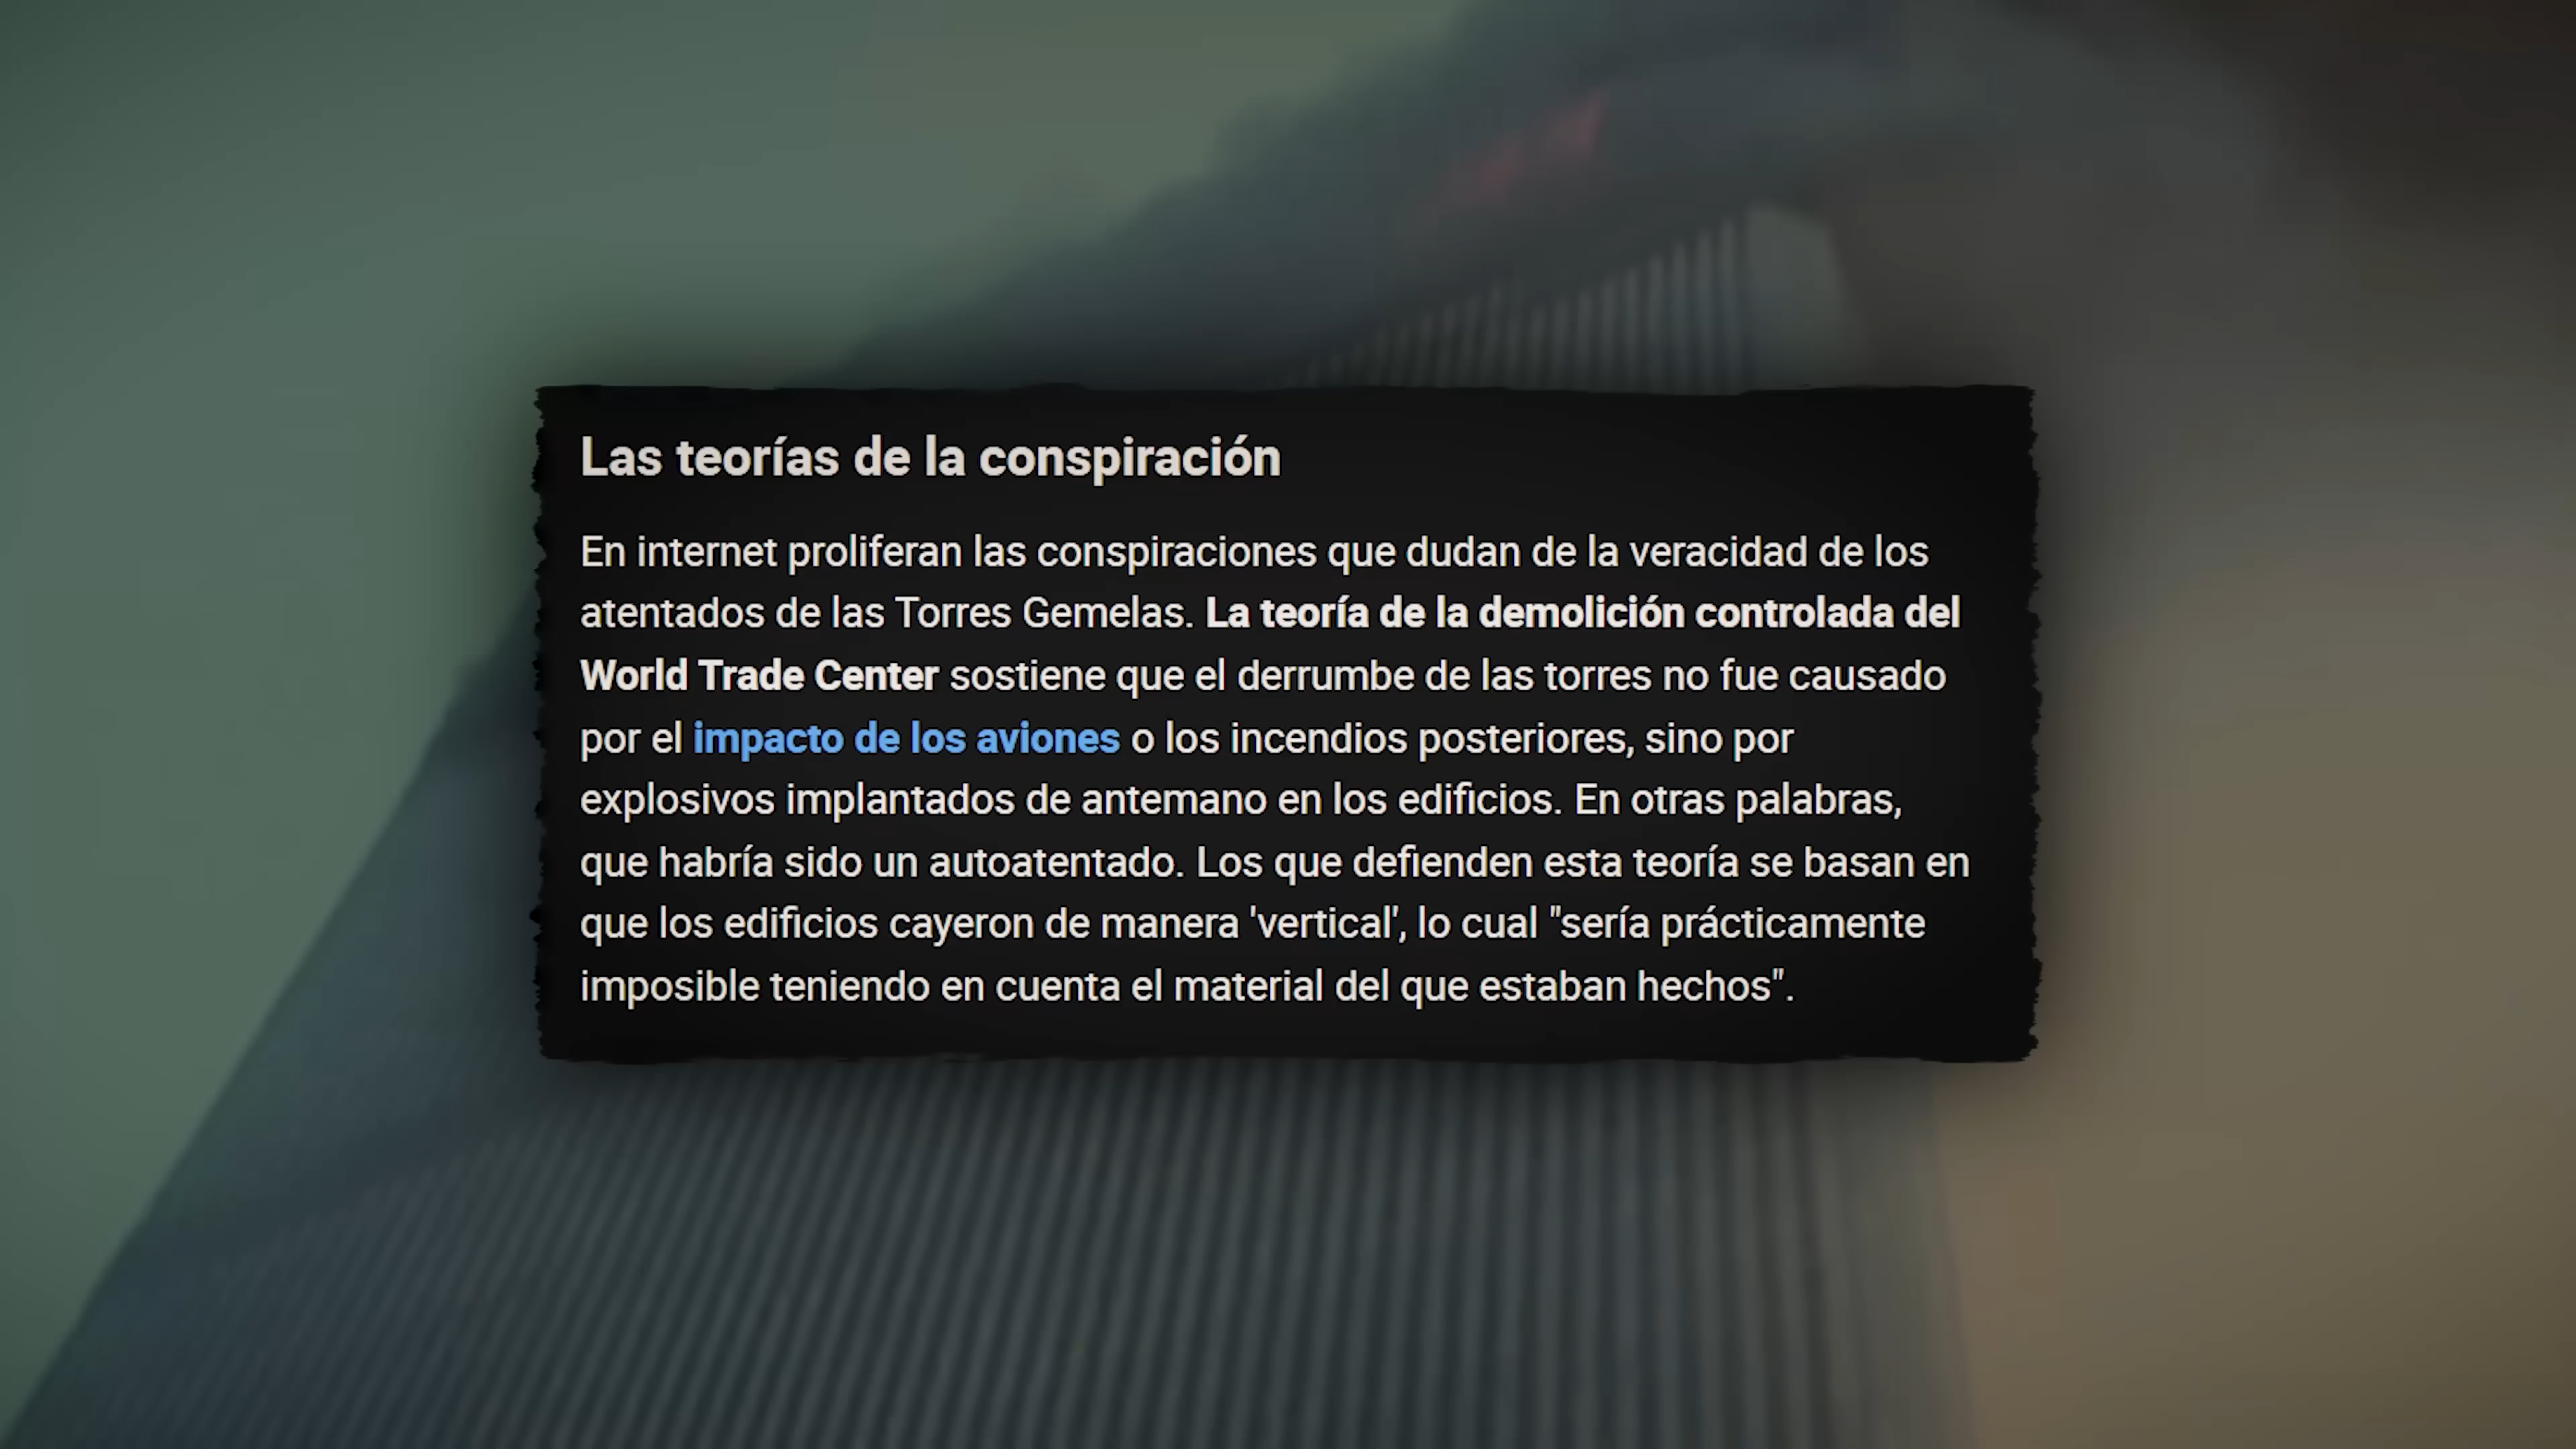 Las teorías de la conspiración
En internet proliferan las conspiraciones que dudan de la veracidad de los
atentados de las Torres Gemelas. La teoría de la demolición controlada del
World Trade Center sostiene que el derrumbe de las torres no fue causado
por el impacto de los aviones o los incendios posteriores, sino por
explosivos implantados de antemano en los edificios. En otras palabras,
que habría sido un autoatentado. Los que defienden esta teoría se basan en
que los edificios cayeron de manera 'vertical', lo cual "sería prácticamente
imposible teniendo en cuenta el material del que estaban hechos".